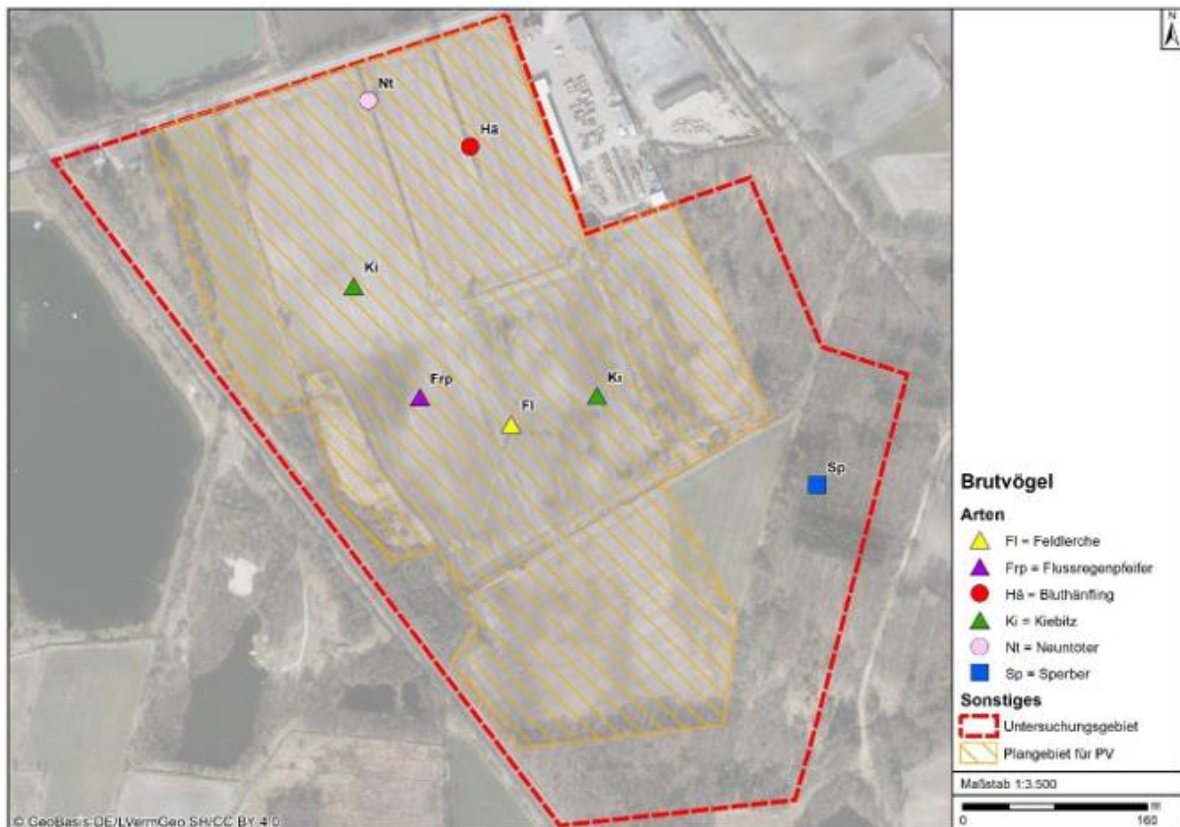 N
Nt
Hä
Ki
Frp
Fl
Ki
Sp
Brutvögel
Arten
Fl = Feldlerche
Frp = Flussregenpfeifer
Hä = Bluthänfling
Ki = Kiebitz
Nt = Neuntöter
Sp = Sperber
Sonstiges
Untersuchungsgebiet
Plangebiet für PV
Maßstab 1:3.500
m
0 160
© GeoBasis-DE/LVermGeo SH/CC BY 4.0